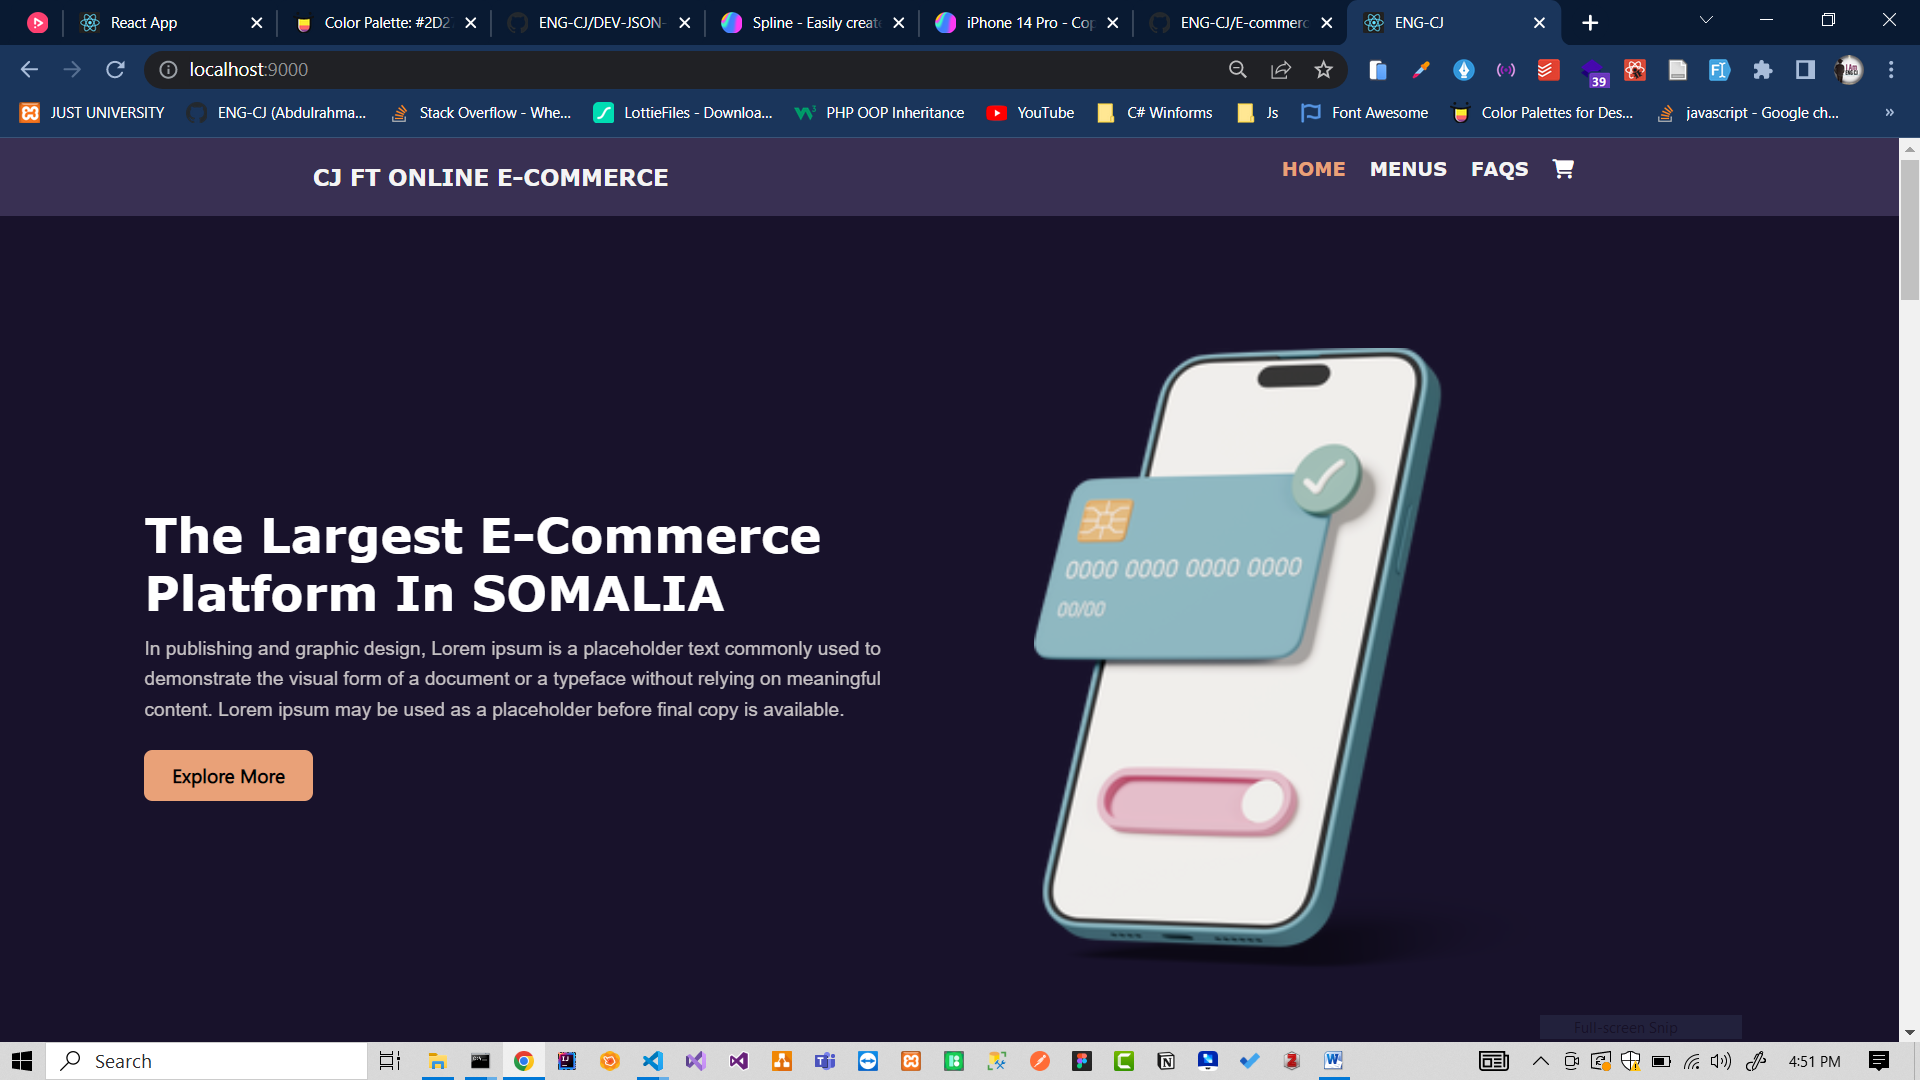 React App
Color Palette: #2D2
ENG-CJ/DEV-JSON-
Spline - Easily create
iPhone 14 Pro - Cop
ENG-CJ/E-commerc
ENG-CJ
localhost:9000
39
JUST UNIVERSITY
ENG-CJ (Abdulrahma...
Stack Overflow - Whe...
LottieFiles - Downloa...
PHP OOP Inheritance
YouTube
C# Winforms
Js
Font Awesome
Color Palettes for Des...
javascript - Google ch...
»
CJ FT ONLINE E-COMMERCE
HOME
MENUS
FAQS
The Largest E-Commerce
Platform In SOMALIA
In publishing and graphic design, Lorem ipsum is a placeholder text commonly used to
demonstrate the visual form of a document or a typeface without relying on meaningful
content. Lorem ipsum may be used as a placeholder before final copy is available.
Explore More
0000 0000 0000 0000
00/00
Full-screen Snip
Search
4:51 PM